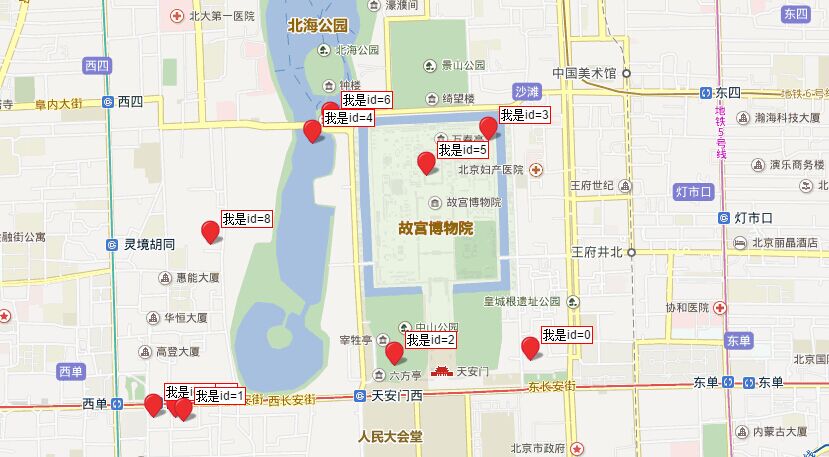 濠濮间
北大第一医院
北海公园
北海公园
东四
西四
景山公园
中国美术馆
钟楼
沙滩
阜内大街
西四
我是id=6
绮望楼
东四
地铁6号线
我是id=4
我是id=3
地铁5号线
瀚海科技大厦
万春亭
我是id=5
北京妇产医院
演乐商务楼
王府世纪
灯市口
故宫博物院
我是id=8
故宫博物院
灯市口
金融街公寓
灵境胡同
王府井北
北京丽晶酒店
惠能大厦
皇城根遗址公园
协和医院
华恒大厦
中山公园
宰牲亭
我是id=2
我是id=0
东单
高登大厦
西单
六方亭
天安门
北京国
东长安街
东单
东单
我是id=1
西单
安街
西长安街
天安门西
人民大会堂
北京市政府
内蒙古大厦